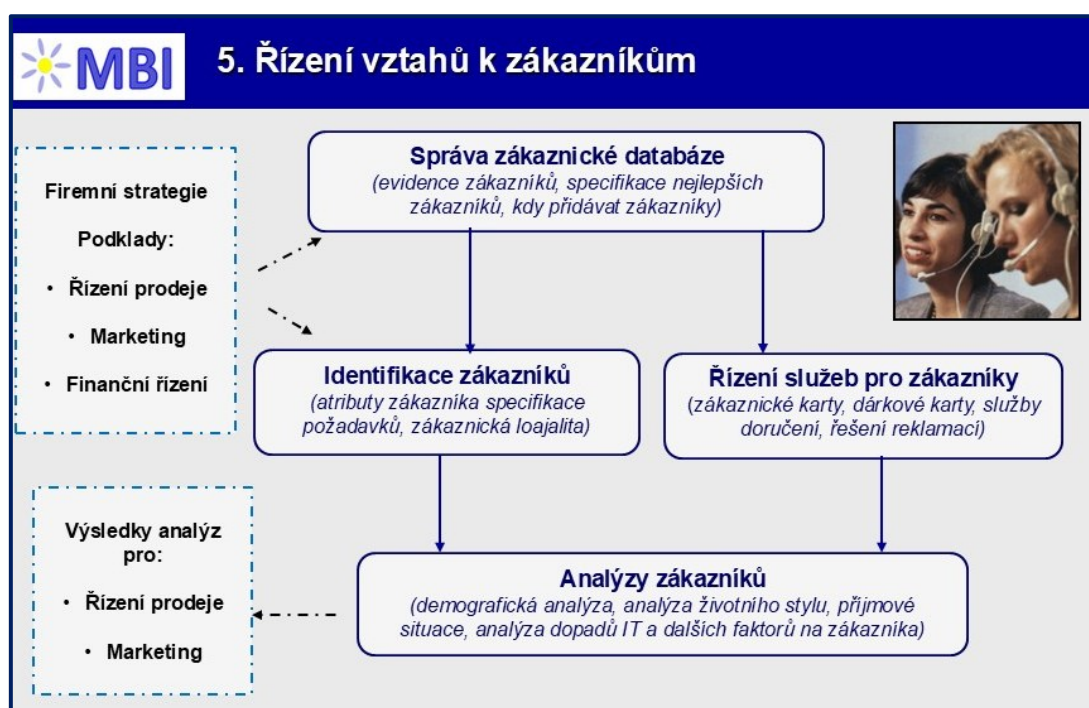 MBI
5. Řízení vztahů k zákazníkům
Firemní strategie
Podklady:
• Řízení prodeje
• Marketing
• Finanční řízení
Správa zákaznické databáze
(evidence zákazníků, specifikace nejlepších
zákazníků, kdy přidávat zákazníky)
Identifikace zákazníků
(atributy zákazníka specifikace
požadavků, zákaznická loajalita)
Řízení služeb pro zákazníky
(zákaznické karty, dárkové karty, služby
doručení, řešení reklamací)
Výsledky analýz
pro:
• Řízení prodeje
• Marketing
Analýzy zákazníků
(demografická analýza, analýza životního stylu, příjmové
situace, analýza dopadů IT a dalších faktorů na zákazníka)